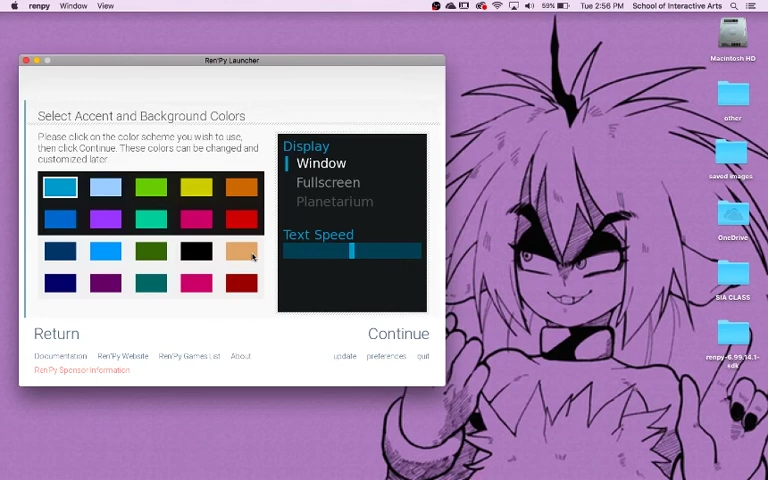 renpy Window View
59% Tue 2:56 PM School of Interactive Arts
Ren'Py Launcher
Select Accent and Background Colors
Please click on the color scheme you wish to use,
then click Continue. These colors can be changed and
customized later.
Display
Window
Fullscreen
Planetarium
Text Speed
Return
Continue
Documentation Ren'Py Website Ren'Py Games List About
update preferences quit
Ren'Py Sponsor Information
Macintosh HD
other
saved images
OneDrive
SIA CLASS
renpy-6.99.14.1-
sdk